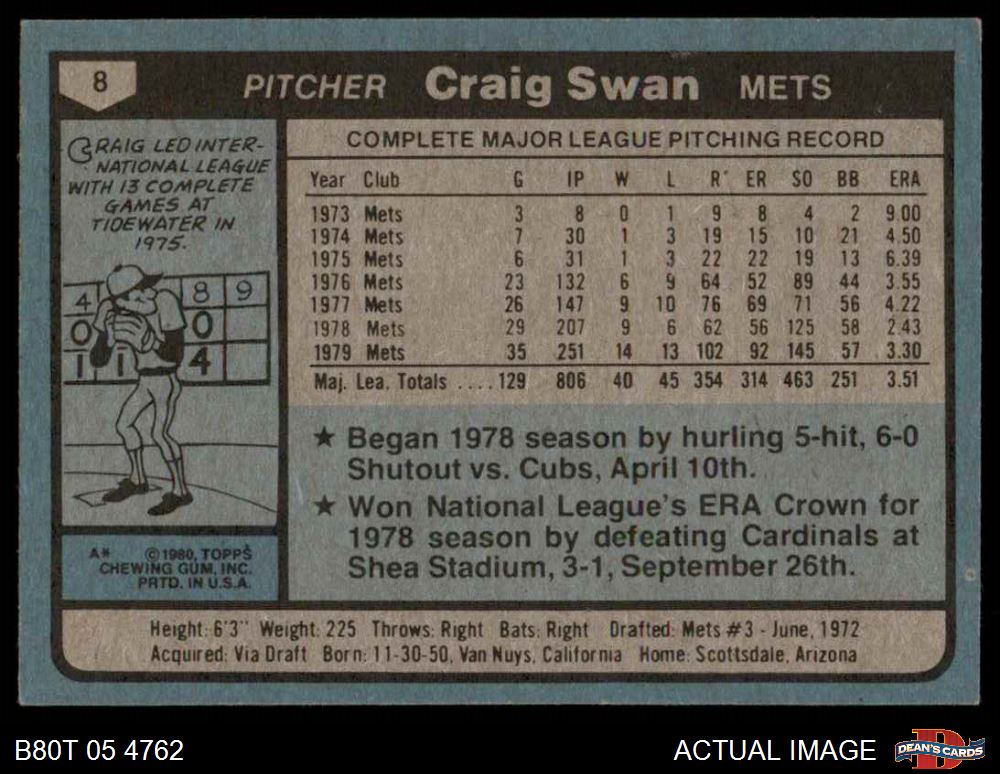 8
PITCHER Craig Swan METS
CRAIG LED INTER-
NATIONAL LEAGUE
WITH 13 COMPLETE
GAMES AT
TIDEWATER IN
1975.
4 8 9
0 0
1 1 4
A* ©1980, TOPPS
CHEWING GUM, INC.
PRTD. IN U.S.A.
COMPLETE MAJOR LEAGUE PITCHING RECORD
Year Club G IP W L R ER SO BB ERA
1973 Mets 3 8 0 1 9 8 4 2 9.00
1974 Mets 7 30 1 3 19 15 10 21 4.50
1975 Mets 6 31 1 3 22 22 19 13 6.39
1976 Mets 23 132 6 9 64 52 89 44 3.55
1977 Mets 26 147 9 10 76 69 71 56 4.22
1978 Mets 29 207 9 6 62 56 125 58 2.43
1979 Mets 35 251 14 13 102 92 145 57 3.30
Maj. Lea. Totals .... 129 806 40 45 354 314 463 251 3.51
★ Began 1978 season by hurling 5-hit, 6-0
Shutout vs. Cubs, April 10th.
★ Won National League's ERA Crown for
1978 season by defeating Cardinals at
Shea Stadium, 3-1, September 26th.
Height: 6'3" Weight: 225 Throws: Right Bats: Right Drafted: Mets #3 - June, 1972
Acquired: Via Draft Born: 11-30-50, Van Nuys, California Home: Scottsdale, Arizona
B80T 05 4762
ACTUAL IMAGE
D
DEAN'S CARDS